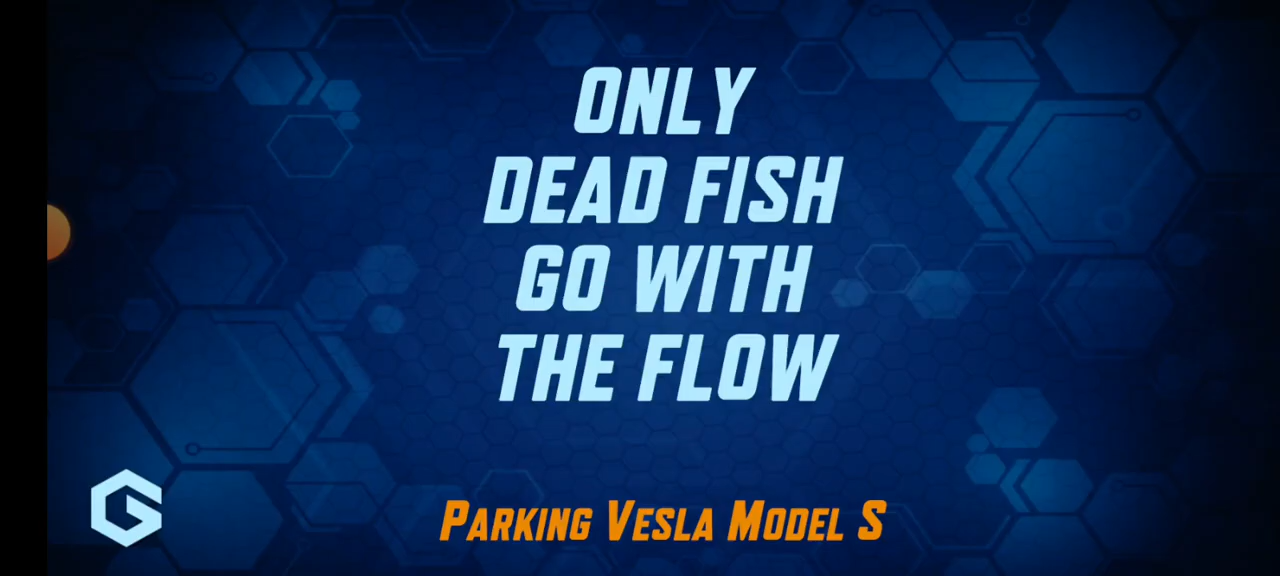 ONLY
DEAD FISH
GO WITH
THE FLOW
PARKING VESLA MODEL S